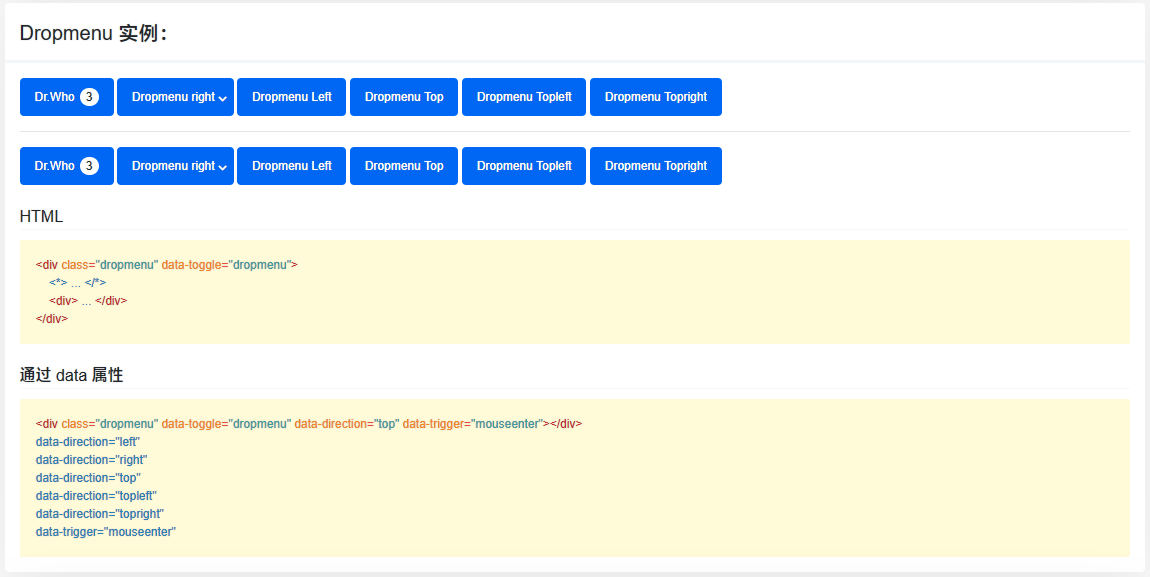 Dropmenu 实例：
Dr.Who 3 Dropmenu right Dropmenu Left Dropmenu Top Dropmenu Topleft Dropmenu Topright
Dr.Who 3 Dropmenu right Dropmenu Left Dropmenu Top Dropmenu Topleft Dropmenu Topright
HTML
<div class="dropmenu" data-toggle="dropmenu">
<*> ... </*>
<div> ... </div>
</div>
通过 data 属性
<div class="dropmenu" data-toggle="dropmenu" data-direction="top" data-trigger="mouseenter"></div>
data-direction="left"
data-direction="right"
data-direction="top"
data-direction="topleft"
data-direction="topright"
data-trigger="mouseenter"